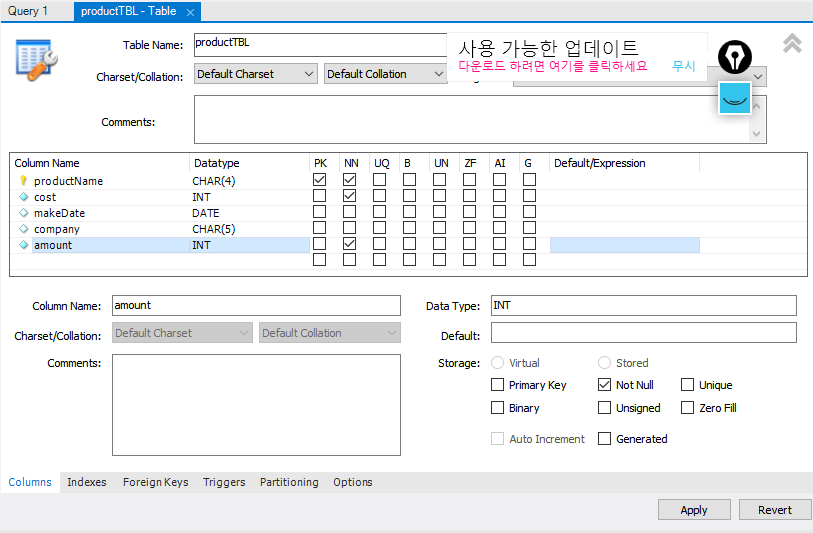 Query 1
productTBL - Table
Table Name: productTBL
사용 가능한 업데이트
다운로드 하려면 여기를 클릭하세요 무시
Charset/Collation: Default Charset Default Collation
Comments:
Column Name Datatype PK NN UQ B UN ZF AI G Default/Expression
productName CHAR(4)
cost INT
makeDate DATE
company CHAR(5)
amount INT
Column Name: amount Data Type: INT
Charset/Collation: Default Charset Default Collation Default:
Comments: Storage: Virtual Stored
Primary Key Not Null Unique
Binary Unsigned Zero Fill
Auto Increment Generated
Columns Indexes Foreign Keys Triggers Partitioning Options
Apply Revert